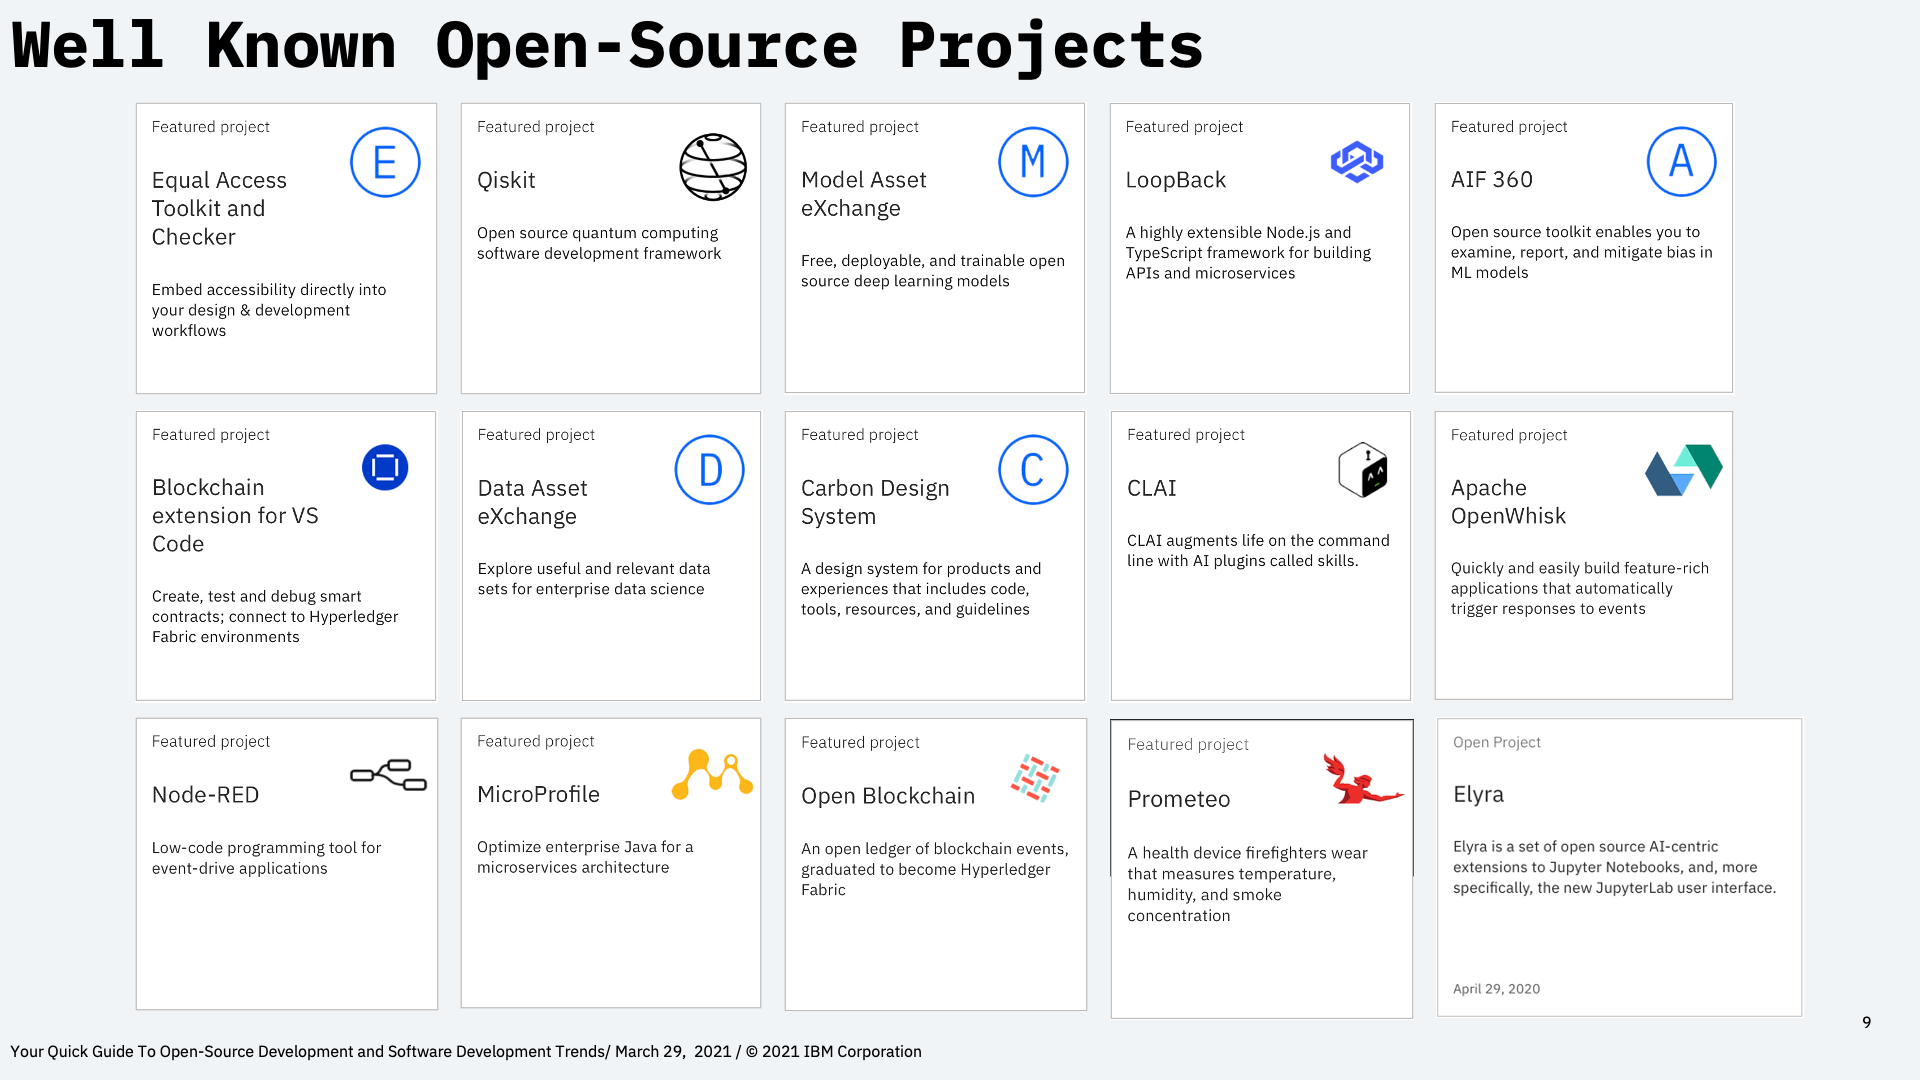 Well Known Open-Source Projects
Featured project
E
Equal Access
Toolkit and
Checker
Embed accessibility directly into
your design & development
workflows
Featured project
Qiskit
Open source quantum computing
software development framework
Featured project
M
Model Asset
eXchange
Free, deployable, and trainable open
source deep learning models
Featured project
LoopBack
A highly extensible Node.js and
TypeScript framework for building
APIs and microservices
Featured project
A
AIF 360
Open source toolkit enables you to
examine, report, and mitigate bias in
ML models
Featured project
Blockchain
extension for VS
Code
Create, test and debug smart
contracts; connect to Hyperledger
Fabric environments
Featured project
D
Data Asset
eXchange
Explore useful and relevant data
sets for enterprise data science
Featured project
C
Carbon Design
System
A design system for products and
experiences that includes code,
tools, resources, and guidelines
Featured project
CLAI
CLAI augments life on the command
line with AI plugins called skills.
Featured project
Apache
OpenWhisk
Quickly and easily build feature-rich
applications that automatically
trigger responses to events
Featured project
Node-RED
Low-code programming tool for
event-drive applications
Featured project
MicroProfile
Optimize enterprise Java for a
microservices architecture
Featured project
Open Blockchain
An open ledger of blockchain events,
graduated to become Hyperledger
Fabric
Featured project
Prometeo
A health device firefighters wear
that measures temperature,
humidity, and smoke
concentration
Open Project
Elyra
Elyra is a set of open source AI-centric
extensions to Jupyter Notebooks, and, more
specifically, the new JupyterLab user interface.
April 29, 2020
9
Your Quick Guide To Open-Source Development and Software Development Trends/ March 29,  2021 / © 2021 IBM Corporation